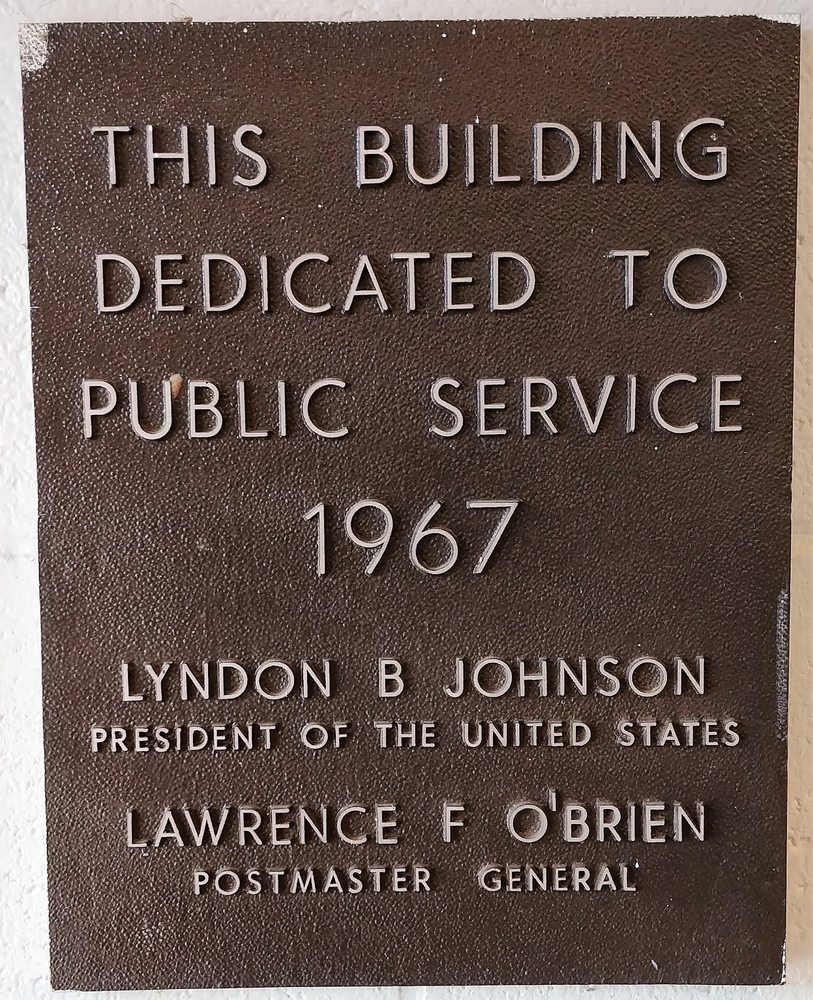 THIS BUILDING
DEDICATED TO
PUBLIC SERVICE
1967
LYNDON B JOHNSON
PRESIDENT OF THE UNITED STATES
LAWRENCE F O'BRIEN
POSTMASTER GENERAL